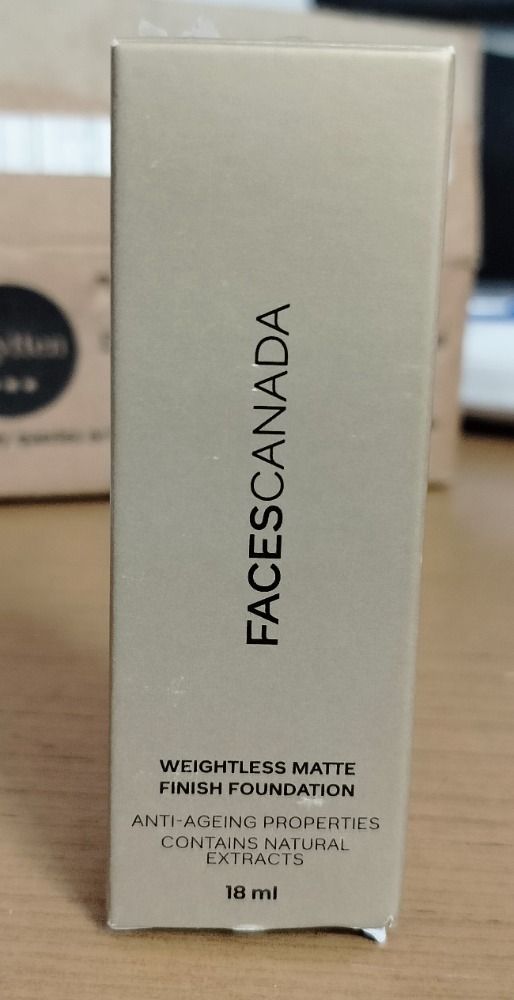 FACESCANADA
WEIGHTLESS MATTE
FINISH FOUNDATION
ANTI-AGEING PROPERTIES
CONTAINS NATURAL
EXTRACTS
18 ml